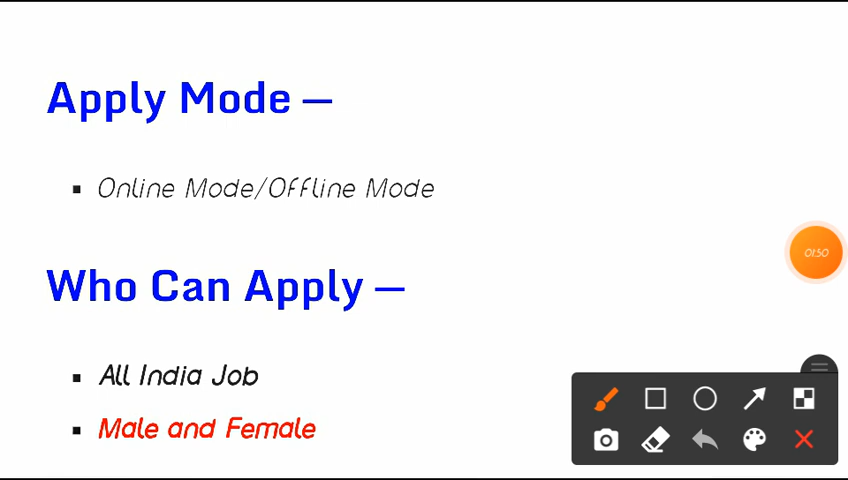 Apply Mode —
▪ Online Mode/Offline Mode
Who Can Apply —
01:50
▪ All India Job
▪ Male and Female